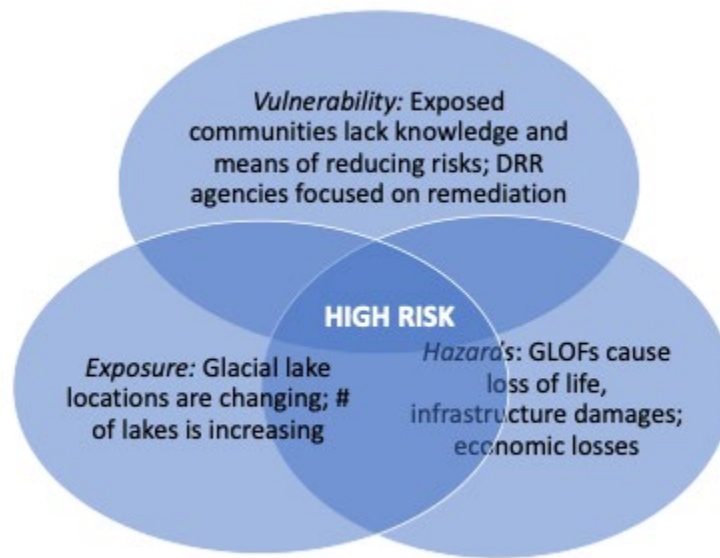 Vulnerability: Exposed
communities lack knowledge and
means of reducing risks; DRR
agencies focused on remediation
HIGH RISK
Exposure: Glacial lake
locations are changing; #
of lakes is increasing
Hazards: GLOFs cause
loss of life,
infrastructure damages;
economic losses